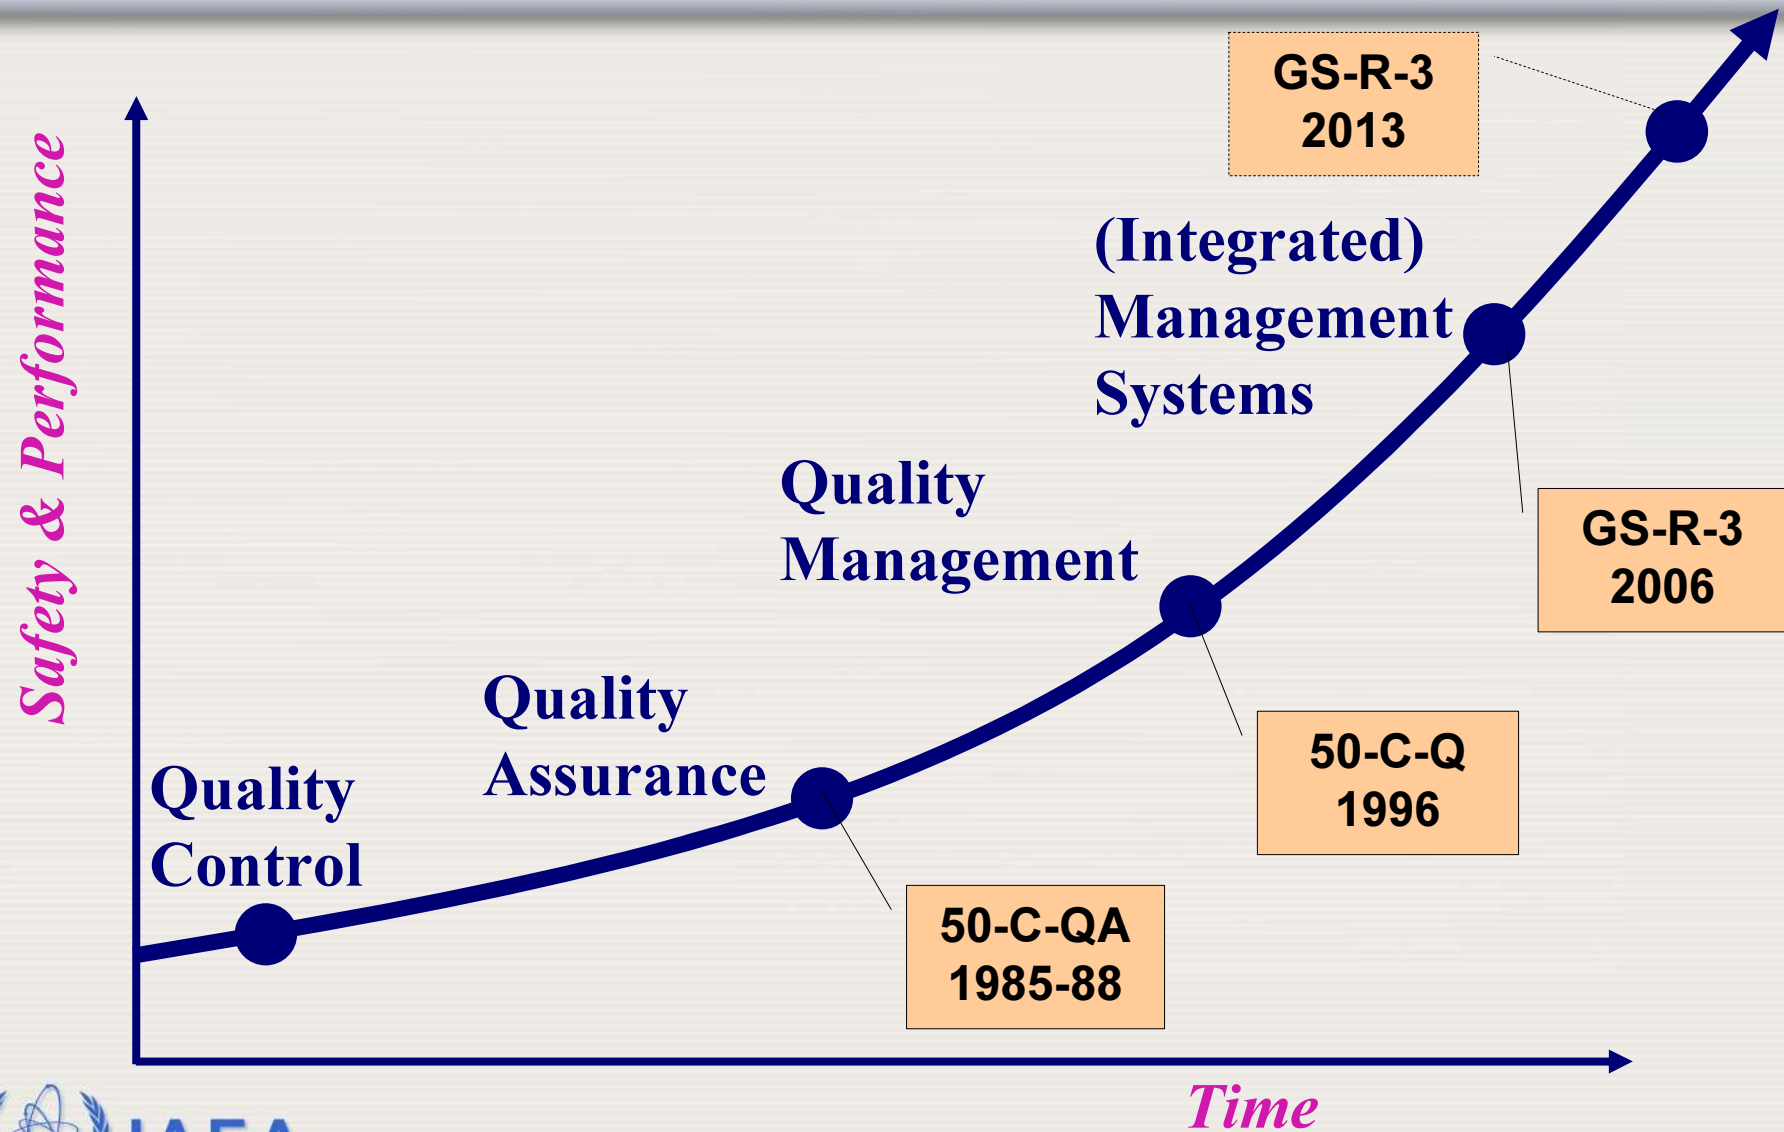 GS-R-3
2013
(Integrated)
Management
Systems
Safety & Performance
Quality
Management
GS-R-3
2006
Quality
Assurance
50-C-Q
1996
Quality
Control
50-C-QA
1985-88
Time
IAEA